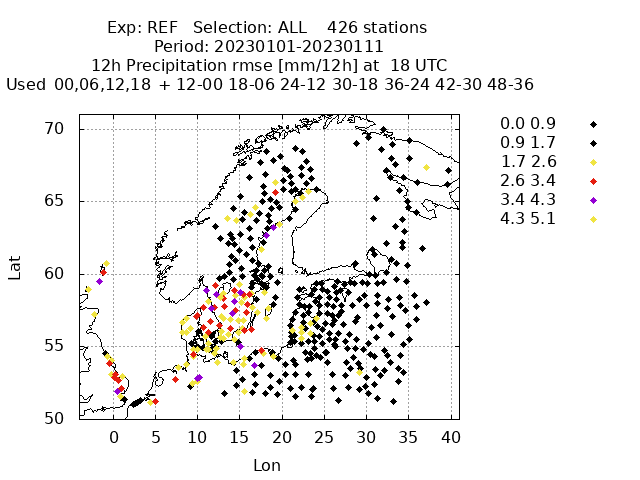 Exp: REF Selection: ALL 426 stations
Period: 20230101-20230111
12h Precipitation rmse [mm/12h] at 18 UTC
Used 00,06,12,18 + 12-00 18-06 24-12 30-18 36-24 42-30 48-36
70
65
60
55
50
Lat
0 5 10 15 20 25 30 35 40
Lon
0.0 0.9
0.9 1.7
1.7 2.6
2.6 3.4
3.4 4.3
4.3 5.1